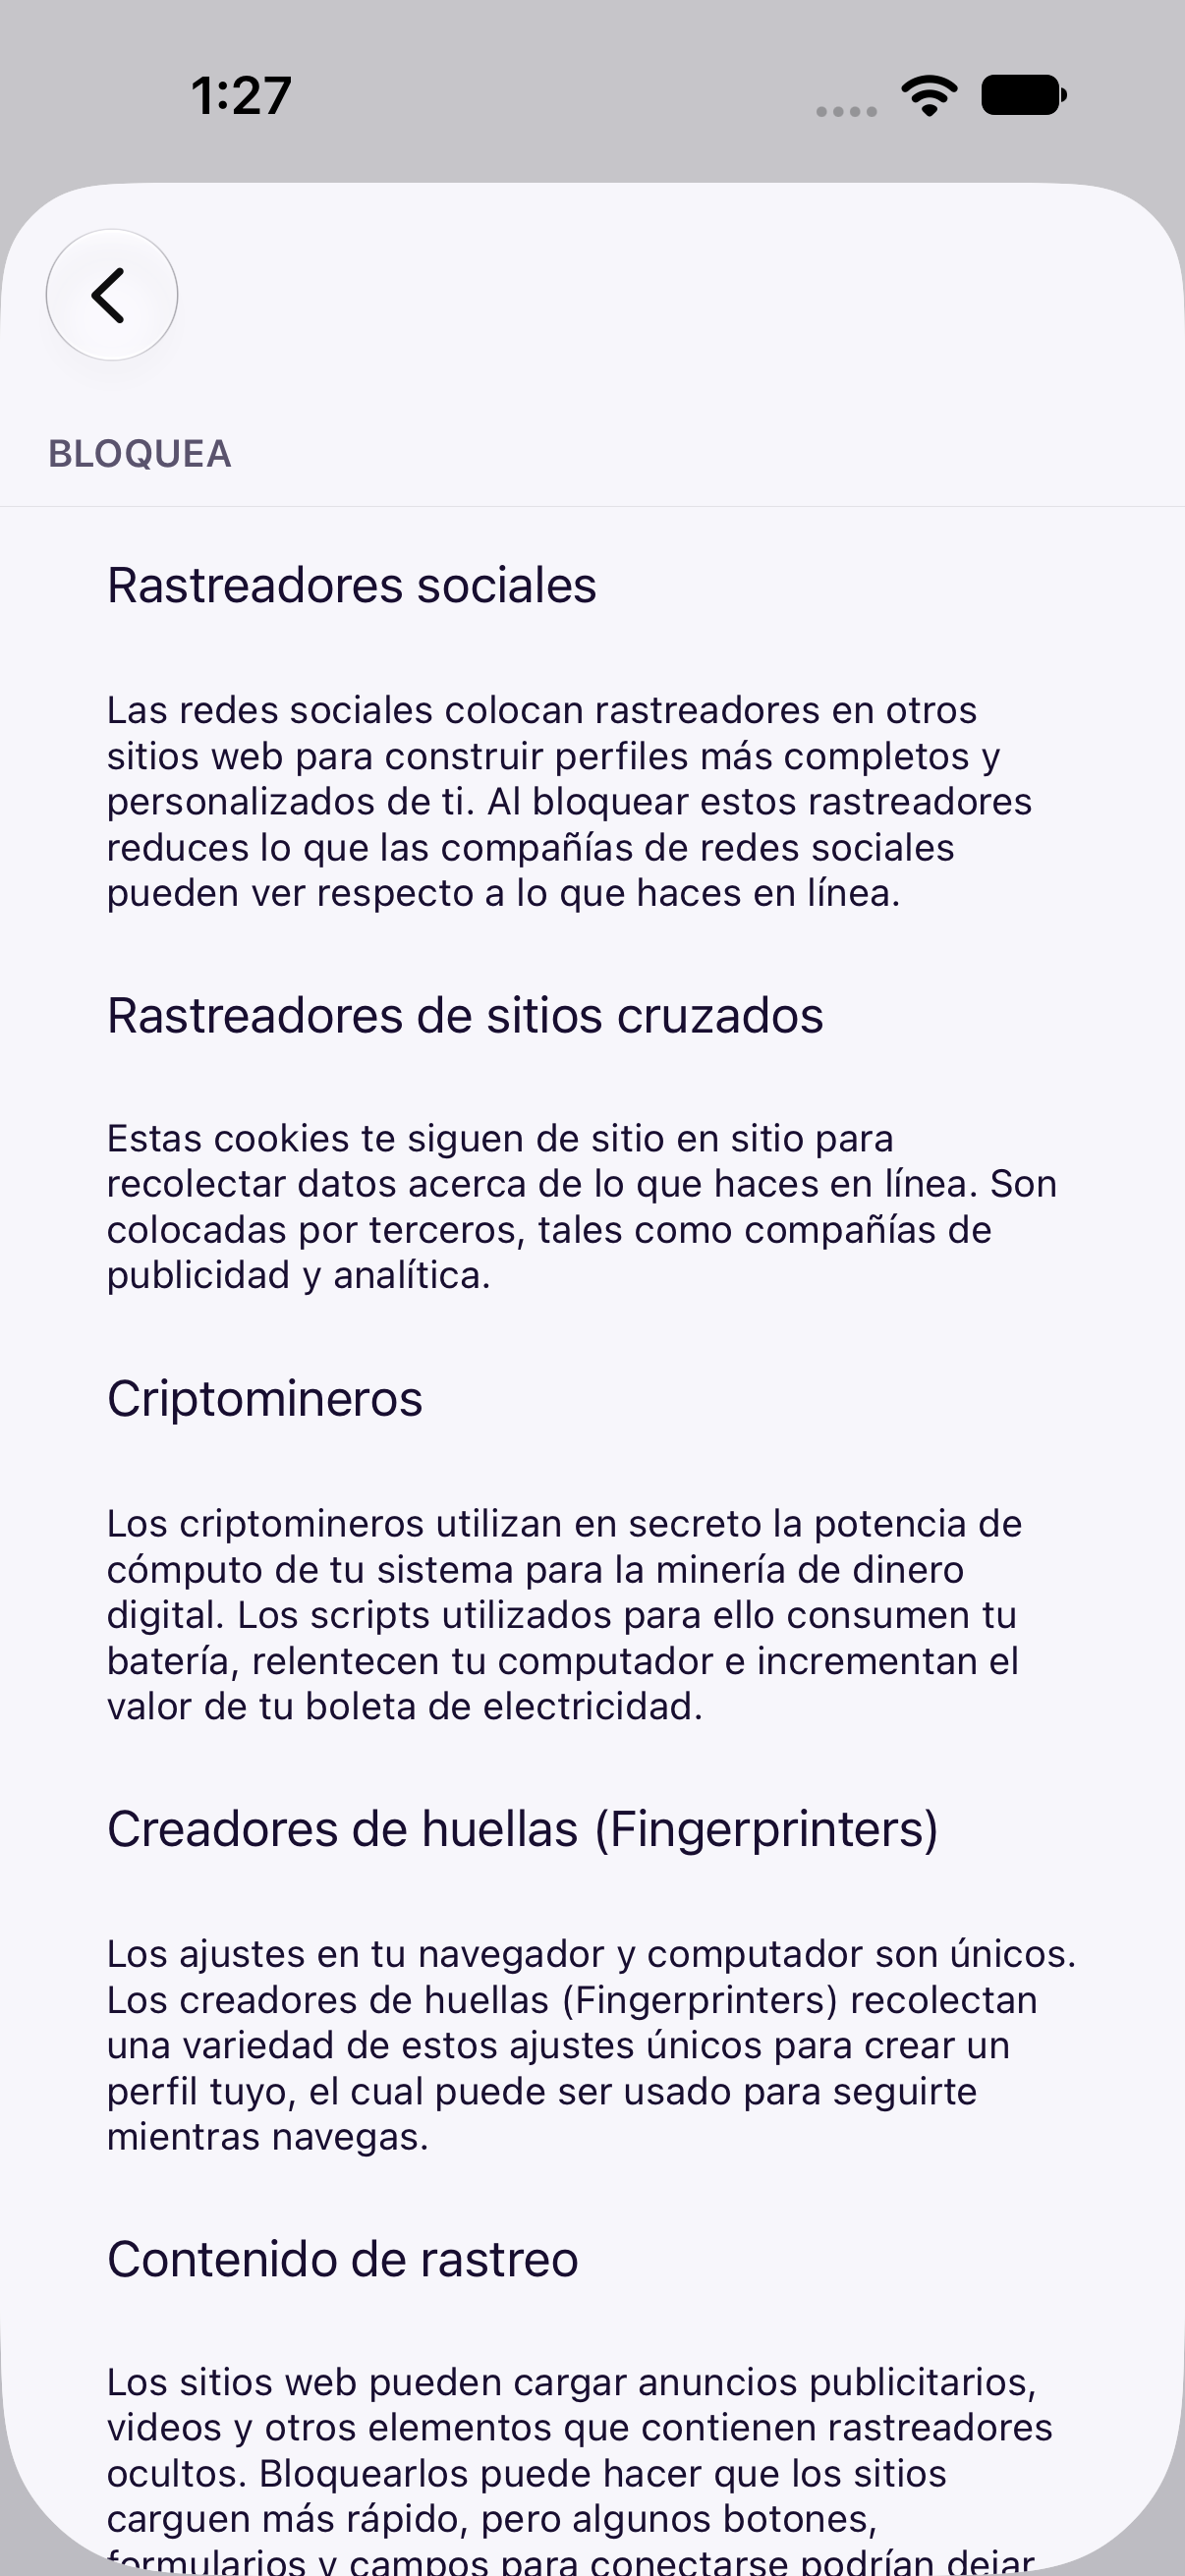 1:27
BLOQUEA
Rastreadores sociales
Las redes sociales colocan rastreadores en otros
sitios web para construir perfiles más completos y
personalizados de ti. Al bloquear estos rastreadores
reduces lo que las compañías de redes sociales
pueden ver respecto a lo que haces en línea.
Rastreadores de sitios cruzados
Estas cookies te siguen de sitio en sitio para
recolectar datos acerca de lo que haces en línea. Son
colocadas por terceros, tales como compañías de
publicidad y analítica.
Criptomineros
Los criptomineros utilizan en secreto la potencia de
cómputo de tu sistema para la minería de dinero
digital. Los scripts utilizados para ello consumen tu
batería, relentecen tu computador e incrementan el
valor de tu boleta de electricidad.
Creadores de huellas (Fingerprinters)
Los ajustes en tu navegador y computador son únicos.
Los creadores de huellas (Fingerprinters) recolectan
una variedad de estos ajustes únicos para crear un
perfil tuyo, el cual puede ser usado para seguirte
mientras navegas.
Contenido de rastreo
Los sitios web pueden cargar anuncios publicitarios,
videos y otros elementos que contienen rastreadores
ocultos. Bloquearlos puede hacer que los sitios
carguen más rápido, pero algunos botones,
formularios y campos para conectarse podrían dejar